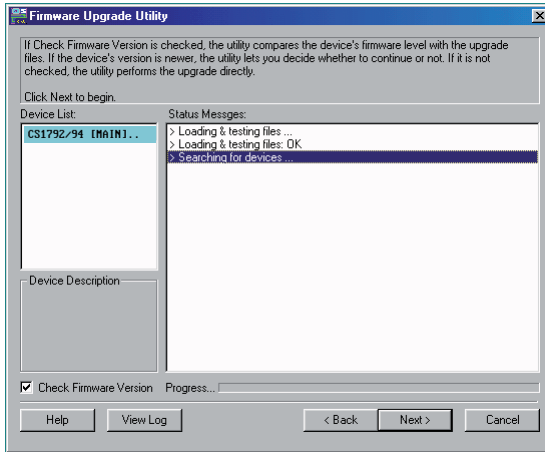 Firmware Upgrade Utility
If Check Firmware Version is checked, the utility compares the device's firmware level with the upgrade
files. If the device's version is newer, the utility lets you decide whether to continue or not. If it is not
checked, the utility performs the upgrade directly.
Click Next to begin.
Device List:
Status Messges:
CS1792/94 [MAIN]..
> Loading & testing files ...
> Loading & testing files: OK
> Searching for devices ...
Device Description
Check Firmware Version
Progress...
Help
View Log
< Back
Next >
Cancel